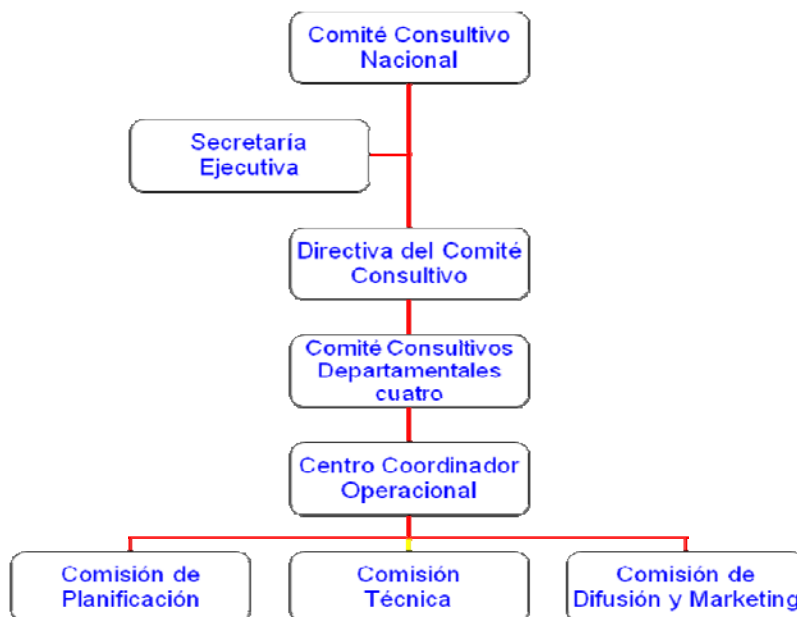 Comité Consultivo
Nacional
Secretaría
Ejecutiva
Directiva del Comité
Consultivo
Comité Consultivos
Departamentales
cuatro
Centro Coordinador
Operacional
Comisión de
Planificación
Comisión
Técnica
Comisión de
Difusión y Marketing